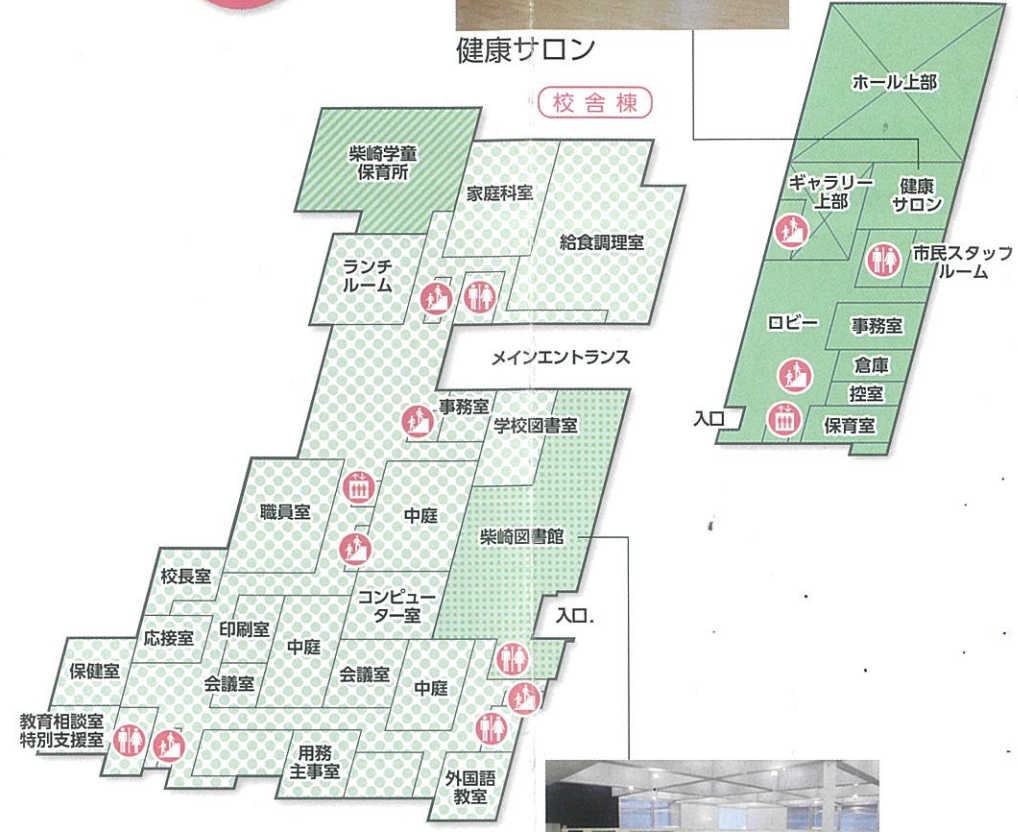 健康サロン
校舎棟
ホール上部
柴崎学童
保育所
家庭科室
給食調理室
ギャラリー
上部
健康
サロン
ランチ
ルーム
市民スタッフ
ルーム
ロビー
事務室
メインエントランス
倉庫
控室
事務室
学校図書室
入口
保育室
職員室
中庭
柴崎図書館
校長室
コンピュー
ター室
入口
応接室
印刷室
中庭
保健室
会議室
会議室
中庭
教育相談室
特別支援室
用務
主事室
外国語
教室